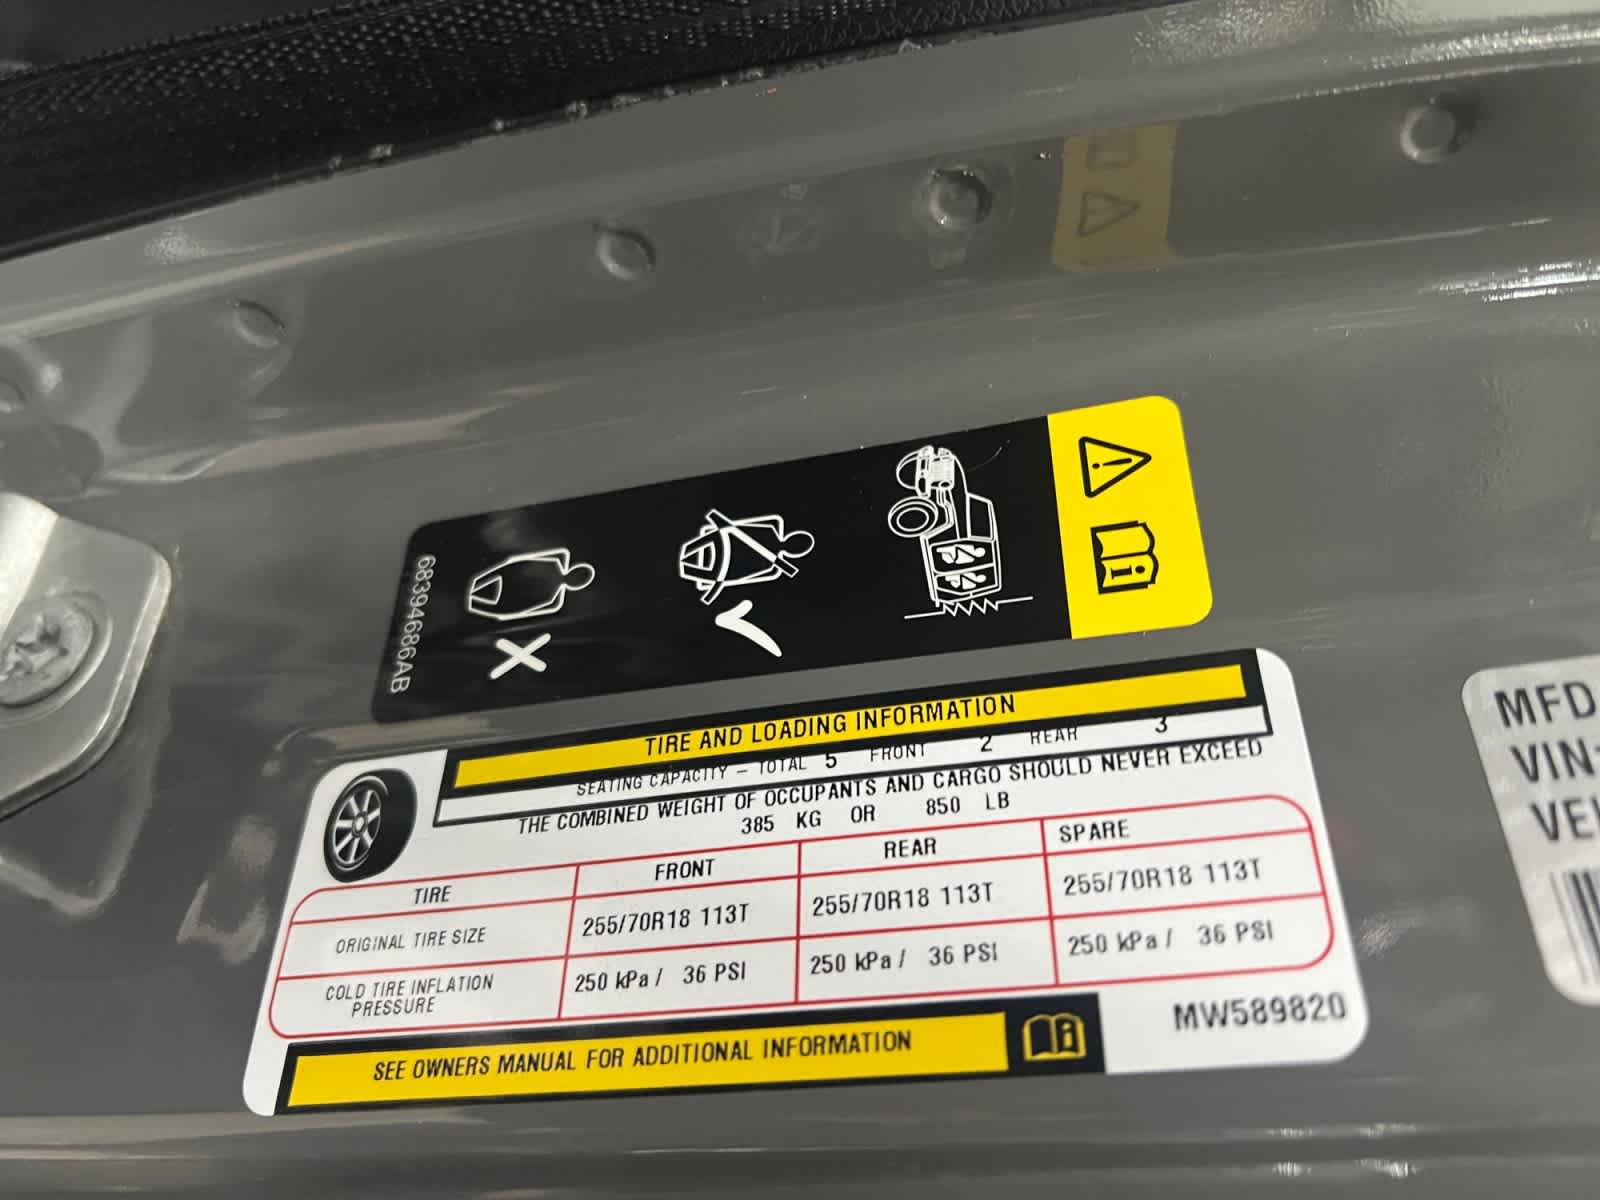 68394686AB
TIRE AND LOADING INFORMATION
SEATING CAPACITY – TOTAL 5 FRONT 2 REAR 3
THE COMBINED WEIGHT OF OCCUPANTS AND CARGO SHOULD NEVER EXCEED
385 KG OR 850 LB
TIRE FRONT REAR SPARE
ORIGINAL TIRE SIZE 255/70R18 113T 255/70R18 113T 255/70R18 113T
COLD TIRE INFLATION
PRESSURE 250 kPa / 36 PSI 250 kPa / 36 PSI 250 kPa / 36 PSI
SEE OWNERS MANUAL FOR ADDITIONAL INFORMATION
MW589820
MFD
VIN: